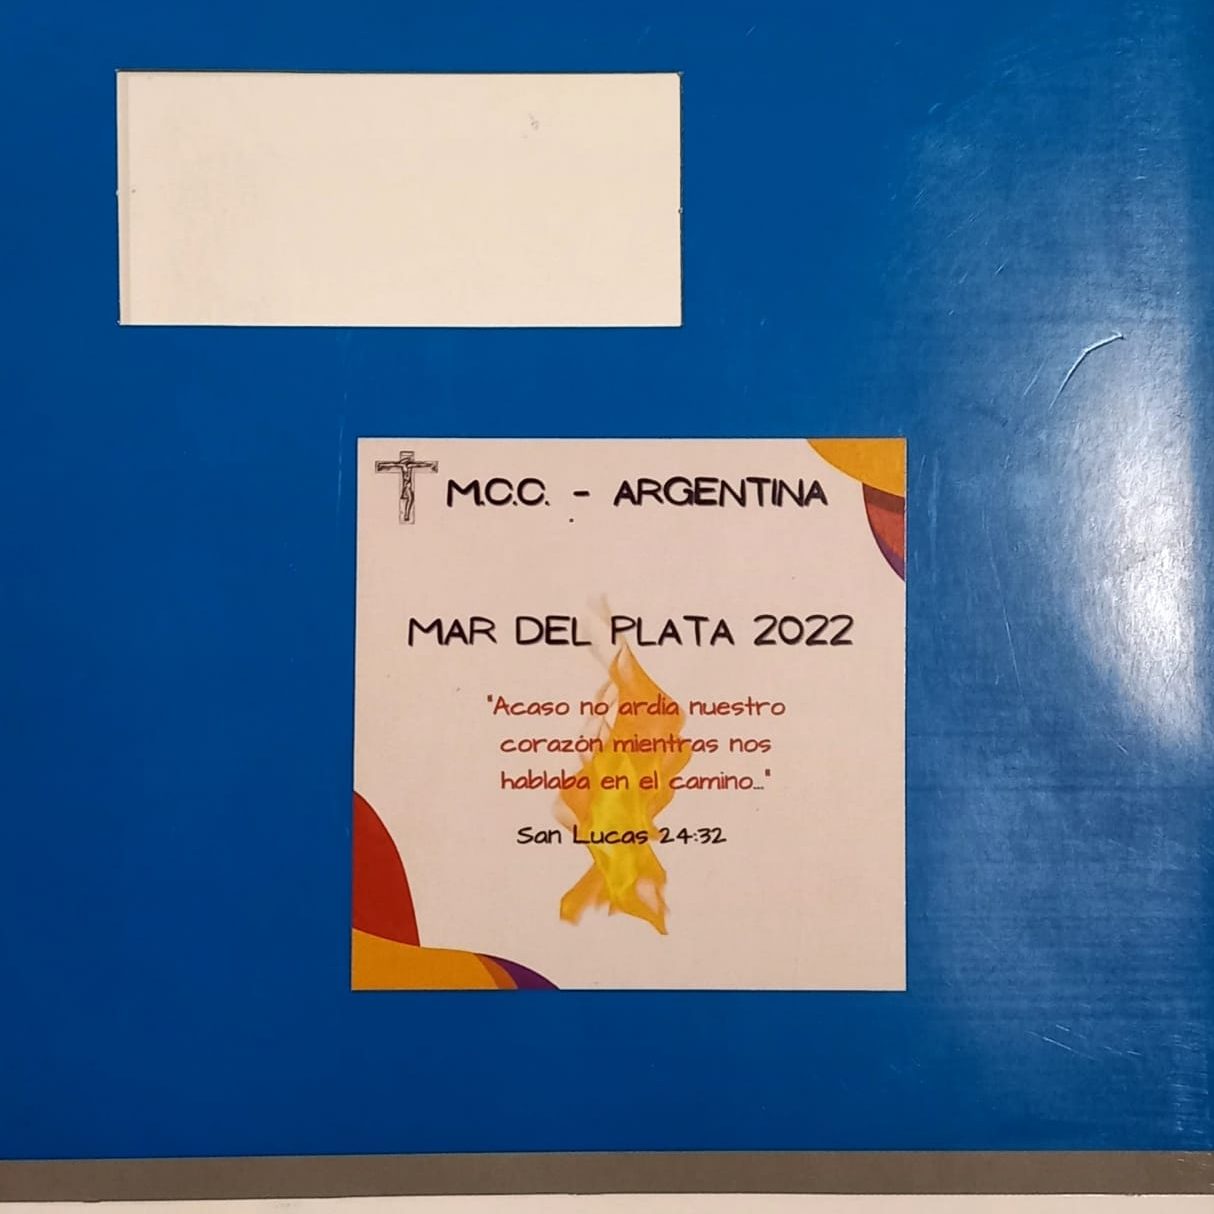 M.C.C. - ARGENTINA
MAR DEL PLATA 2022
"Acaso no ardía nuestro
corazón mientras nos
hablaba en el camino..."
San Lucas 24:32